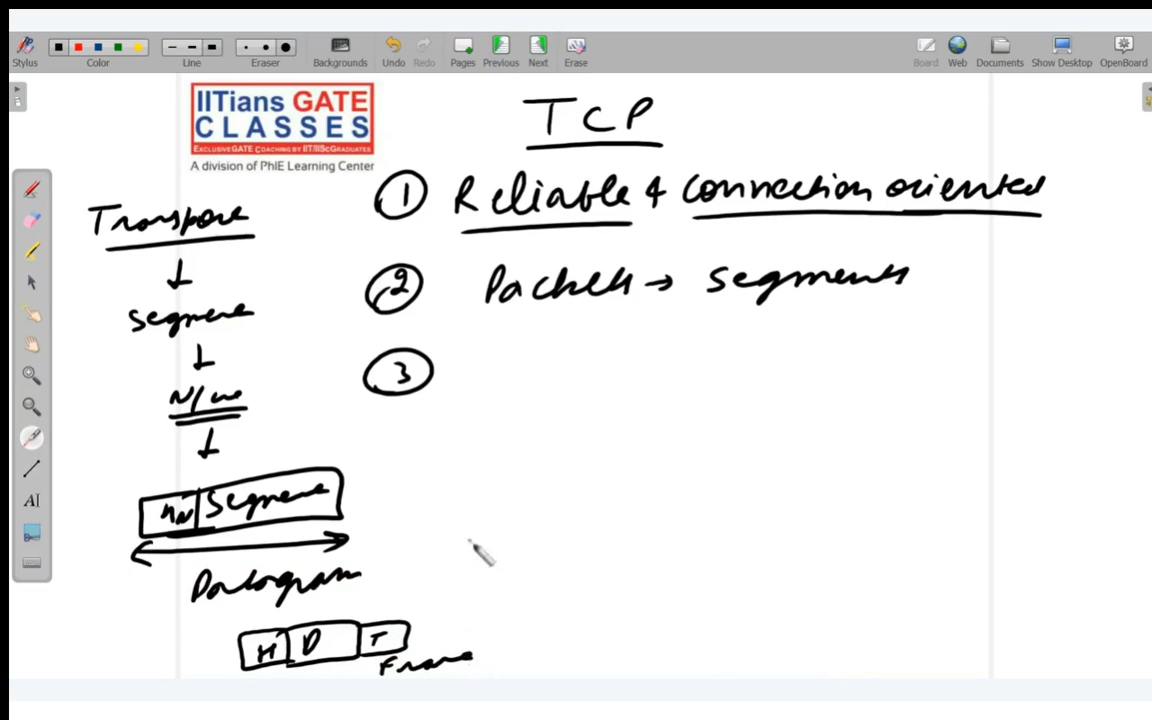 Stylus
Color
Line
Eraser
Backgrounds
Undo
Redo
Pages
Previous
Next
Erase
Board
Web
Documents
Show Desktop
OpenBoard
IITians GATE
CLASSES
EXCLUSIVE GATE COACHING BY IIT/IISc GRADUATES
A division of PhIE Learning Center
TCP
① Reliable & connection oriented
② Packets → segments
③
Transport
↓
segment
↓
N/w
↓
Segment
Datagram
H D T
Frame
AI